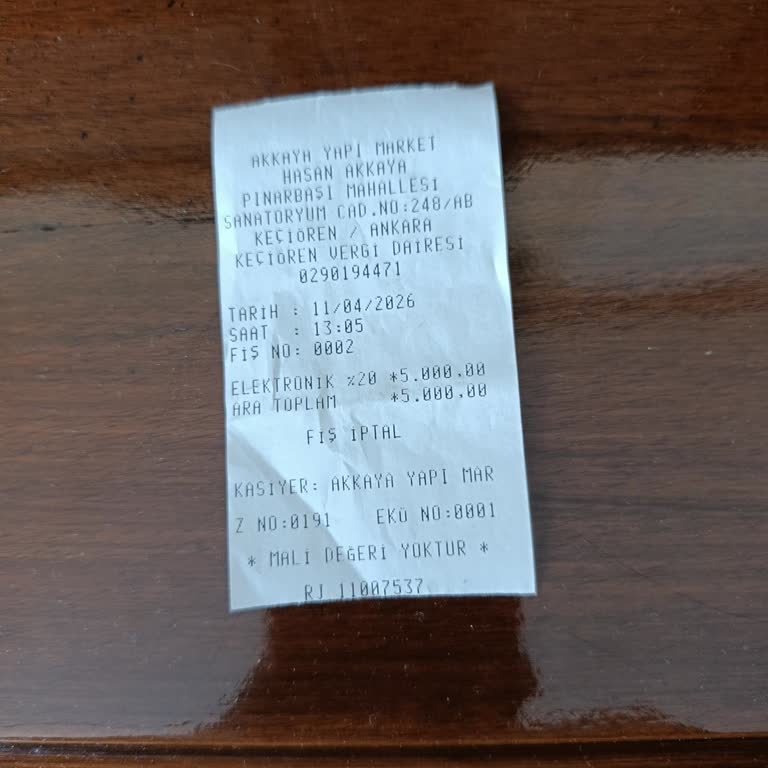 AKKAYA YAPI MARKET
HASAN AKKAYA
PINARBAŞI MAHALLESİ
SANATORYUM CAD.NO:248/AB
KEÇİÖREN / ANKARA
KEÇİÖREN VERGİ DAİRESİ
0290194471
TARİH : 11/04/2026
SAAT : 13:05
FİŞ NO: 0002
ELEKTRONİK %20 *5.000,00
ARA TOPLAM *5.000,00
FİŞ İPTAL
KASİYER: AKKAYA YAPI MAR
Z NO:0191 EKÜ NO:0001
* MALİ DEĞERİ YOKTUR *
RJ 11007537